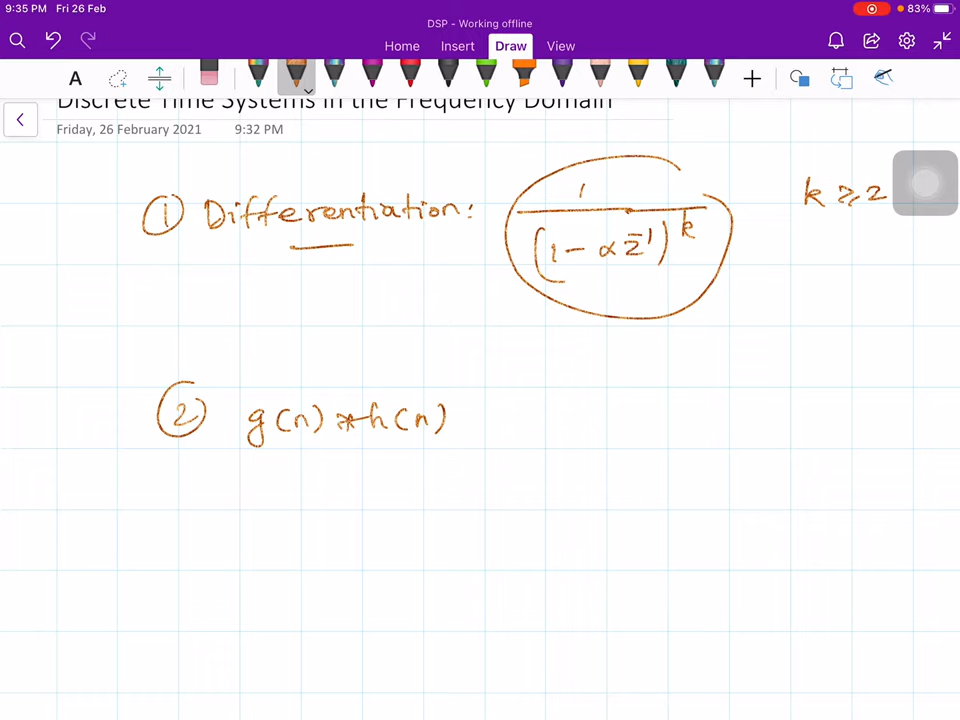 9:35 PM Fri 26 Feb
83%
DSP - Working offline
Home Insert Draw View
A
Discrete Time Systems in the Frequency Domain
Friday, 26 February 2021 9:32 PM
① Differentiation: 1 / (1 - αz⁻¹)^k k ≥ 2
② g(n) * h(n)